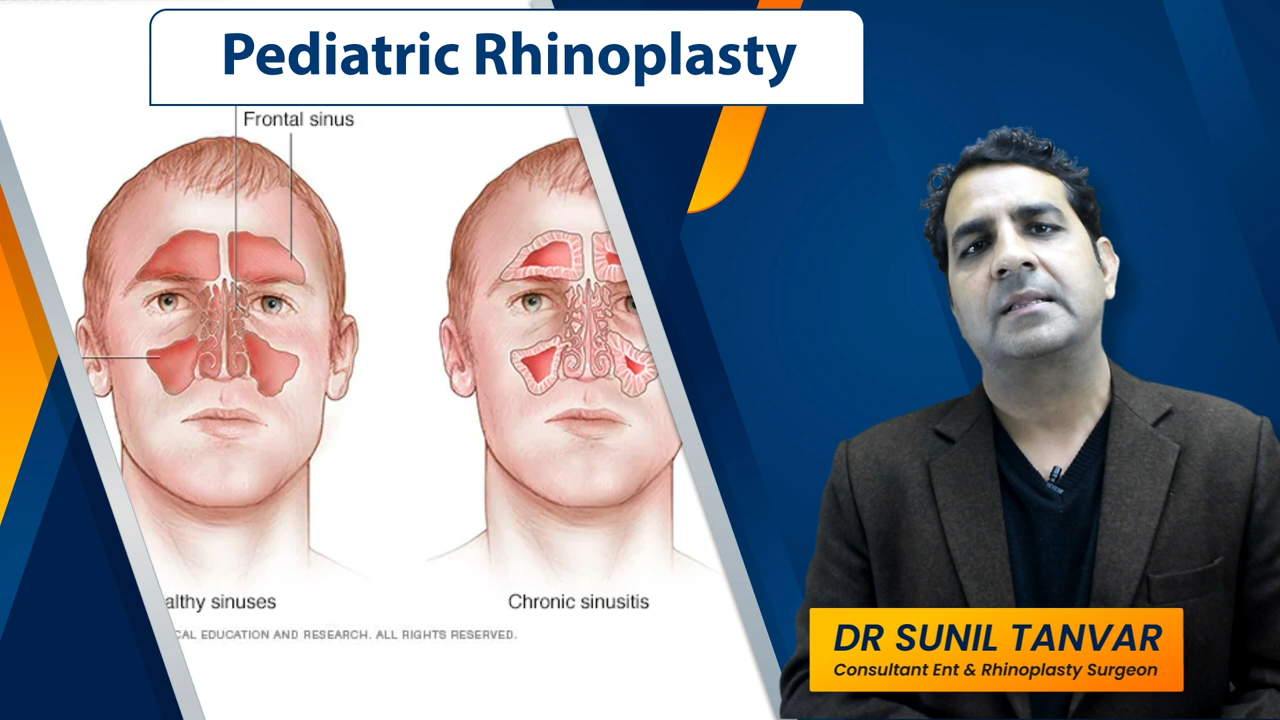 Pediatric Rhinoplasty
Frontal sinus
althy sinuses
Chronic sinusitis
CAL EDUCATION AND RESEARCH. ALL RIGHTS RESERVED.
DR SUNIL TANVAR
Consultant Ent & Rhinoplasty Surgeon